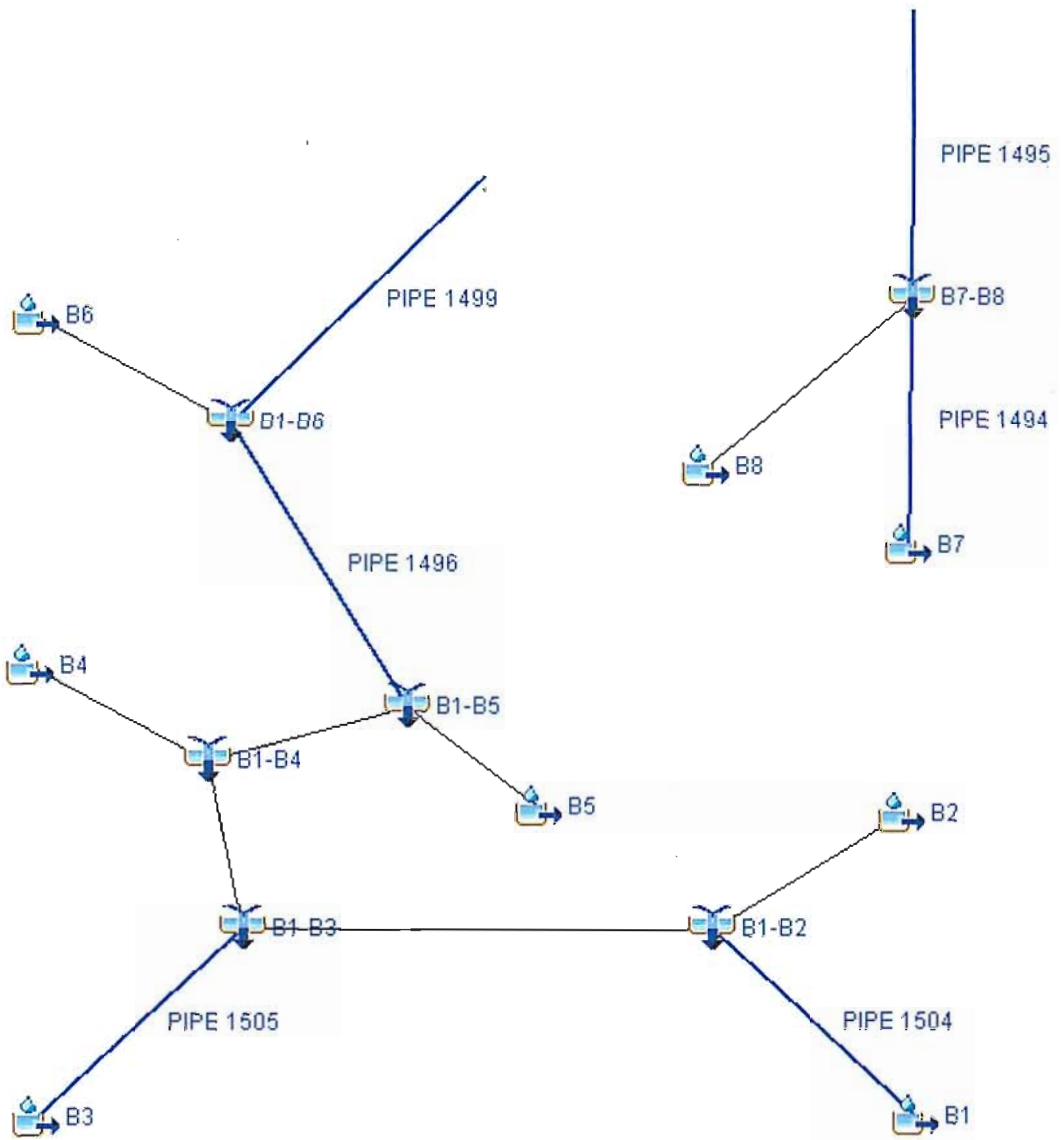 PIPE 1495
PIPE 1499
B7-B8
B6
B1-B6
PIPE 1494
B8
B7
PIPE 1496
B4
B1-B5
B1-B4
B5
B2
B1-B3
B1-B2
PIPE 1505
PIPE 1504
B3
B1